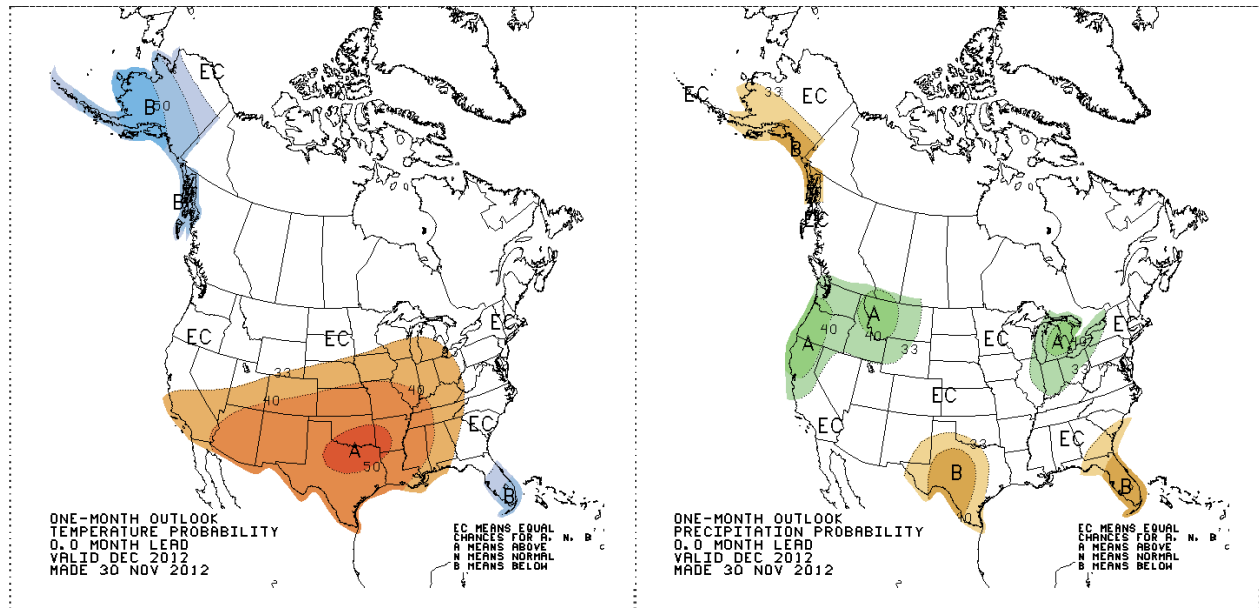 EC
B
50
B
EC
EC
EC
33
33
40
40
EC
A
50
B
ONE-MONTH OUTLOOK
TEMPERATURE PROBABILITY
0.0 MONTH LEAD
VALID DEC 2012
MADE 30 NOV 2012
EC MEANS EQUAL
CHANCES FOR A, N, B
A MEANS ABOVE
N MEANS NORMAL
B MEANS BELOW
EC
33
EC
B
EC
A
40
40
A
33
EC
A
40
EC
33
EC
EC
33
EC
B
40
B
ONE-MONTH OUTLOOK
PRECIPITATION PROBABILITY
0.0 MONTH LEAD
VALID DEC 2012
MADE 30 NOV 2012
EC MEANS EQUAL
CHANCES FOR A, N, B
A MEANS ABOVE
N MEANS NORMAL
B MEANS BELOW